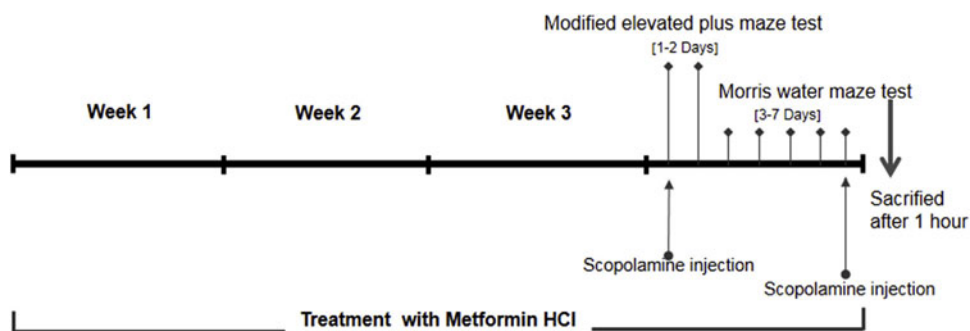 Modified elevated plus maze test
[1-2 Days]
Week 1
Week 2
Week 3
Morris water maze test
[3-7 Days]
Sacrified
after 1 hour
Scopolamine injection
Scopolamine injection
Treatment with Metformin HCl